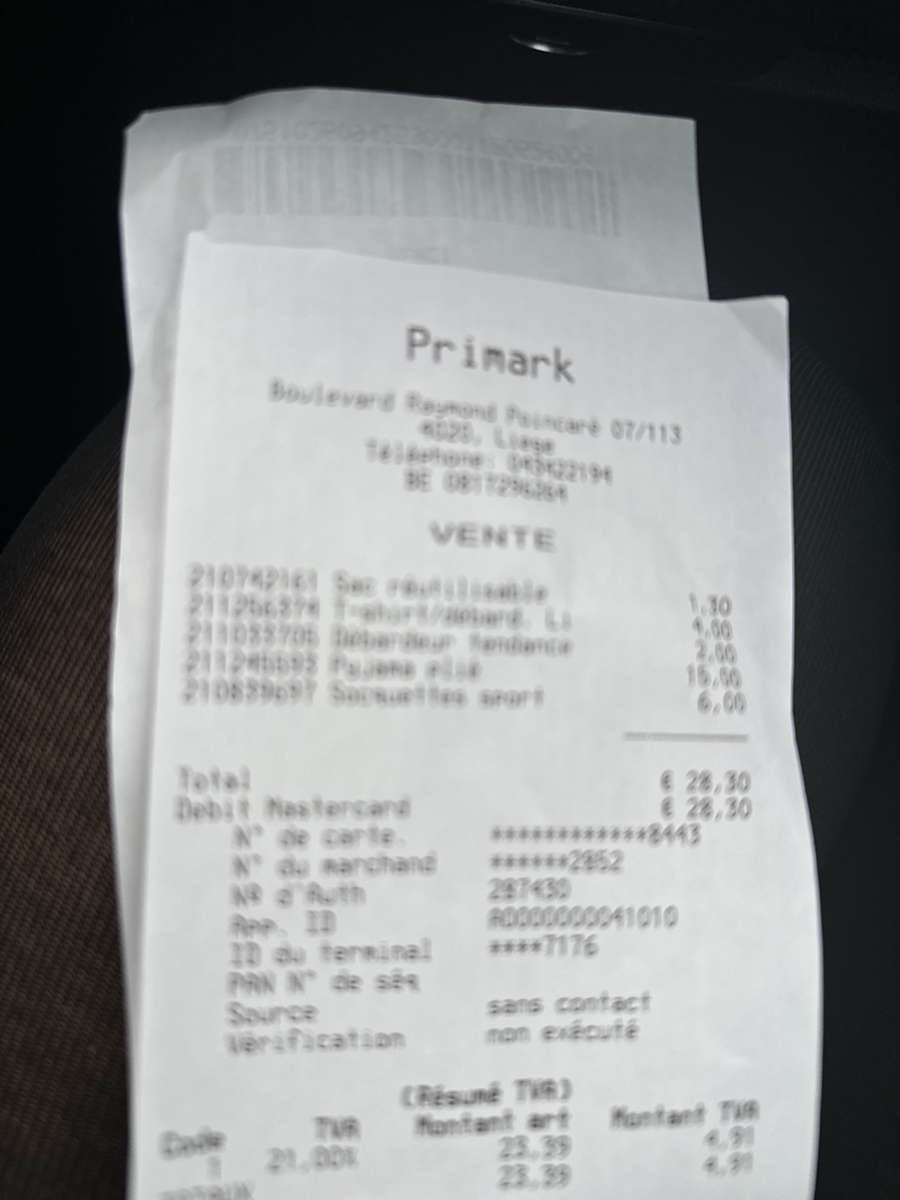 Primark
Boulevard Raymond Poincaré 07/113
4020, Liege
Téléphone: 043422194
BE 0817296264
VENTE
210742161 Sac réutilisable 1,30
T-shirt/débard. Li 4,00
Débardeur tendance 2,00
Pyjama 15,00
Socquettes sport 6,00
Total € 28,30
Debit Mastercard € 28,30
N° de carte. ************8443
N° du marchand ******2852
Nº d'Auth 287430
App. ID A0000000041010
ID du terminal ****7176
PAN N° de séq
Source sans contact
Vérification non exécuté
(Résumé TVA)
Code TVA Montant art Montant TVA
1 21,00% 23,39 4,91
23,39 4,91